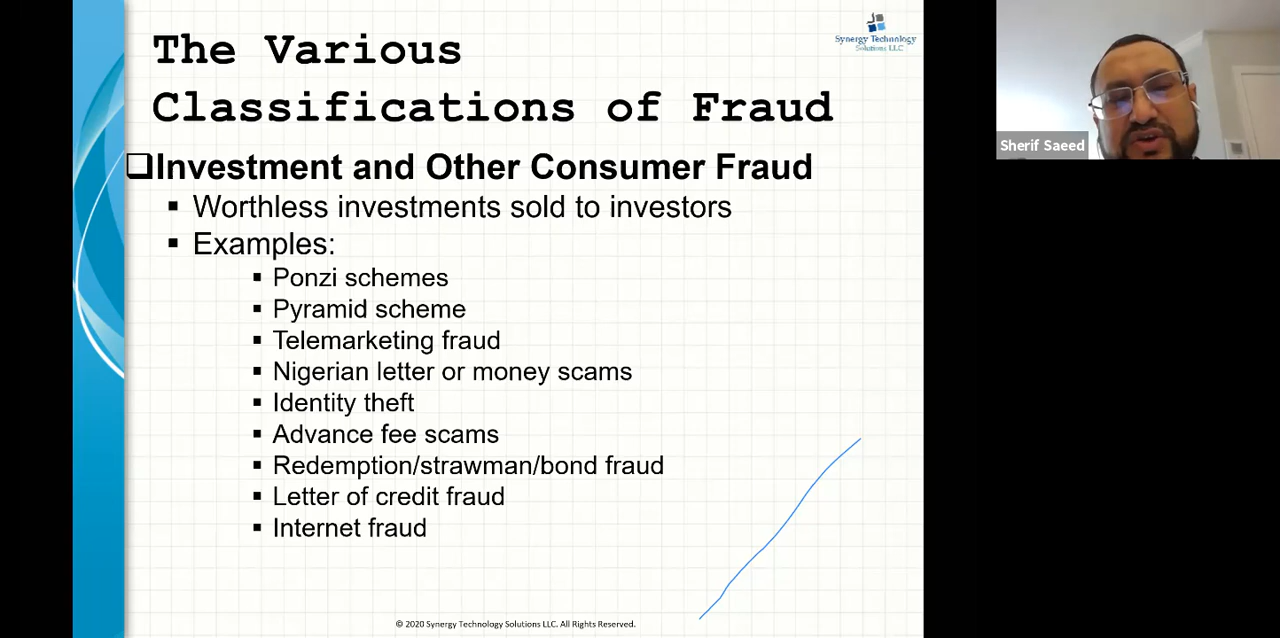 The Various
Classifications of Fraud
Synergy Technology
Solutions LLC
❑Investment and Other Consumer Fraud
▪ Worthless investments sold to investors
▪ Examples:
▪ Ponzi schemes
▪ Pyramid scheme
▪ Telemarketing fraud
▪ Nigerian letter or money scams
▪ Identity theft
▪ Advance fee scams
▪ Redemption/strawman/bond fraud
▪ Letter of credit fraud
▪ Internet fraud
© 2020 Synergy Technology Solutions LLC. All Rights Reserved.
Sherif Saeed